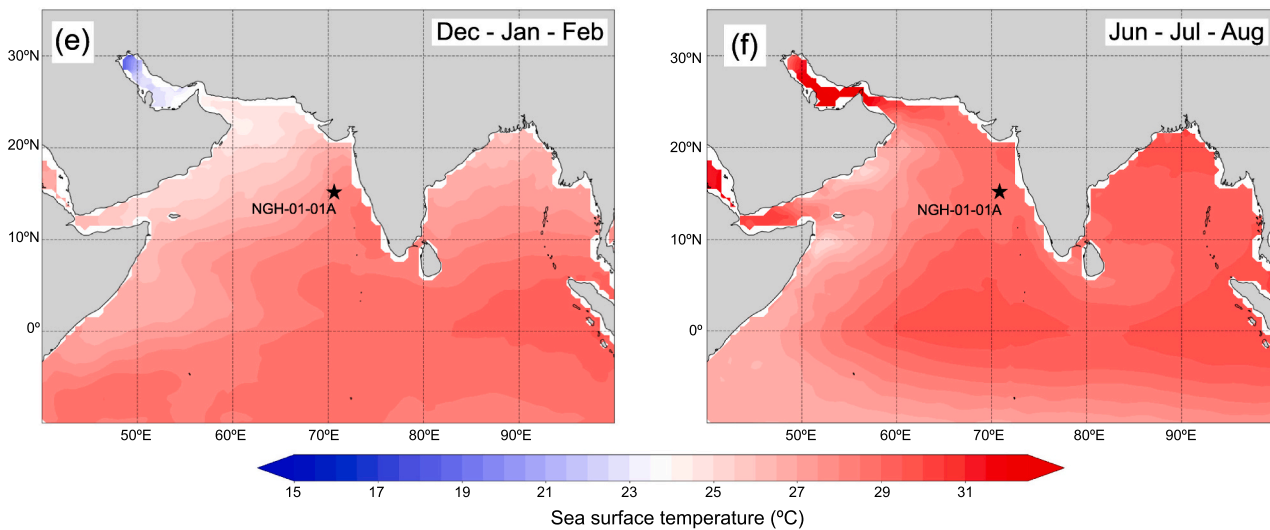 (e)
Dec - Jan - Feb
30ºN
20ºN
10ºN
0º
NGH-01-01A
50ºE 60ºE 70ºE 80ºE 90ºE
(f)
Jun - Jul - Aug
30ºN
20ºN
10ºN
0º
NGH-01-01A
50ºE 60ºE 70ºE 80ºE 90ºE
15 17 19 21 23 25 27 29 31
Sea surface temperature (ºC)